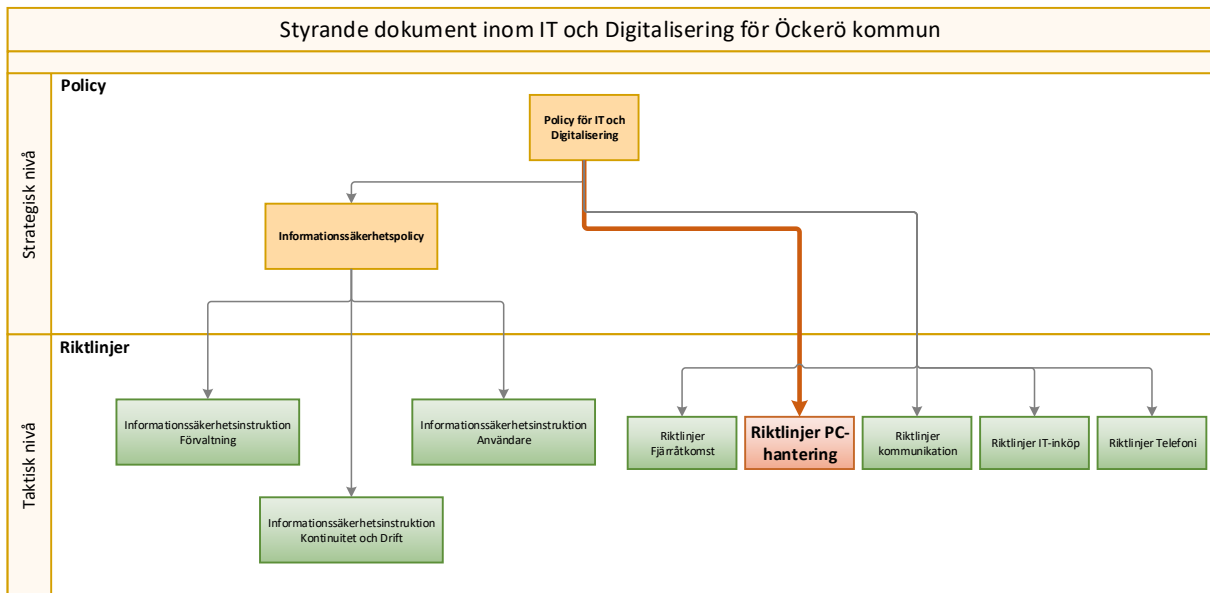 Styrande dokument inom IT och Digitalisering för Öckerö kommun
Strategisk nivå
Policy
Policy för IT och
Digitalisering
Informationssäkerhetspolicy
Taktisk nivå
Riktlinjer
Informationssäkerhetsinstruktion
Förvaltning
Informationssäkerhetsinstruktion
Användare
Informationssäkerhetsinstruktion
Kontinuitet och Drift
Riktlinjer
Fjärråtkomst
Riktlinjer PC-
hantering
Riktlinjer
kommunikation
Riktlinjer IT-inköp
Riktlinjer Telefoni